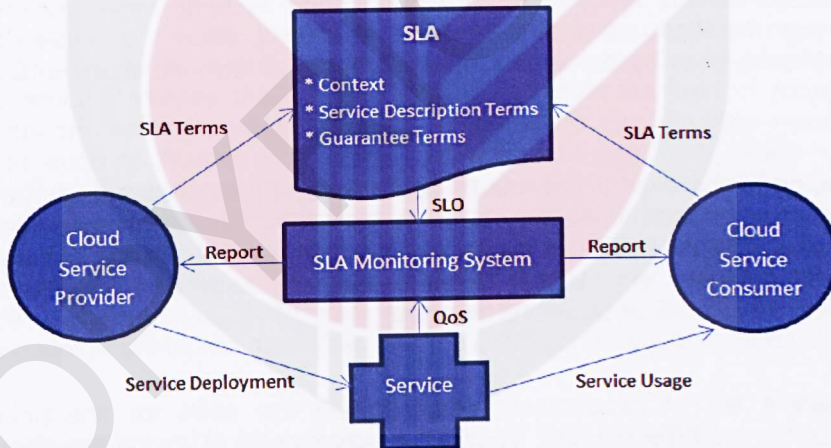 SLA
* Context
* Service Description Terms
* Guarantee Terms
SLA Terms
SLA Terms
SLO
Cloud
Service
Provider
Report
SLA Monitoring System
Report
Cloud
Service
Consumer
QoS
Service Deployment
Service
Service Usage